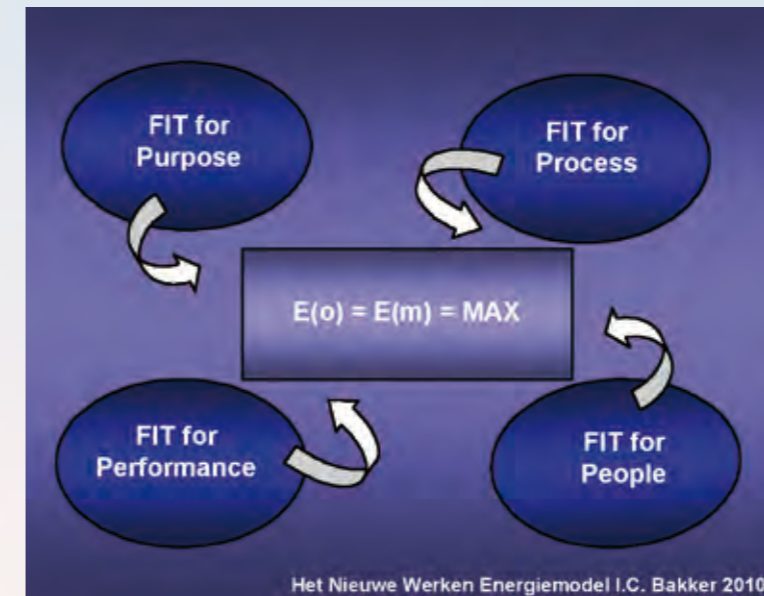 FIT for
Purpose
FIT for
Process
E(o) = E(m) = MAX
FIT for
Performance
FIT for
People
Het Nieuwe Werken Energiemodel I.C. Bakker 2010